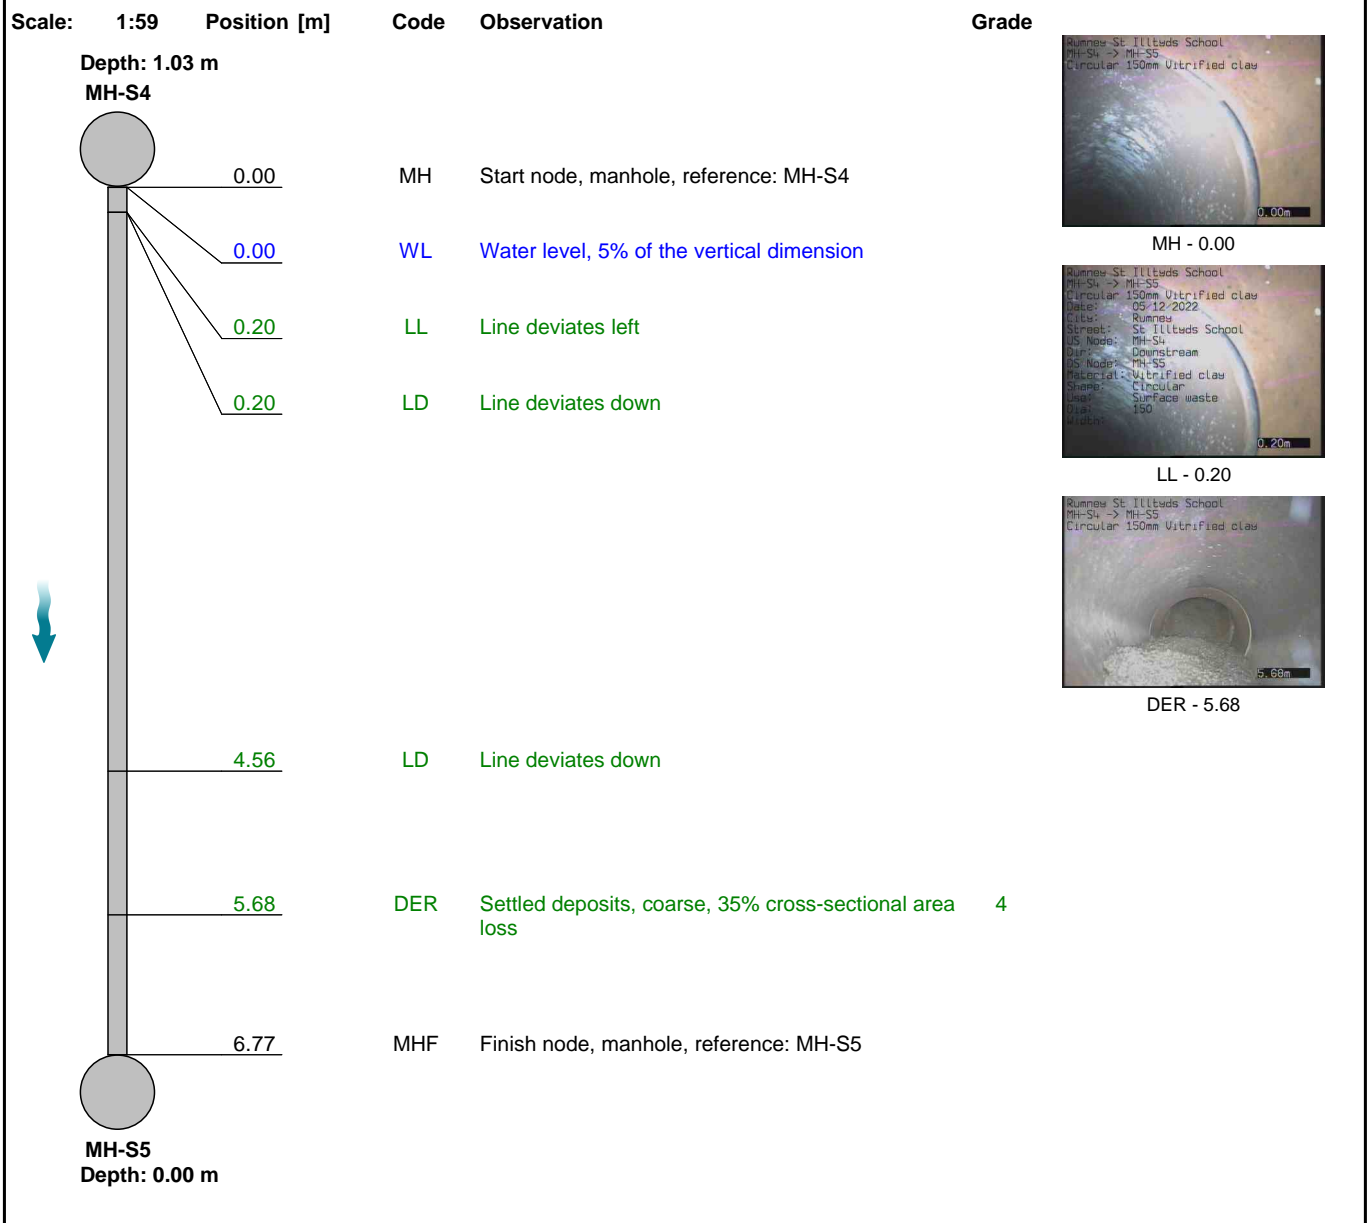 Scale: 1:59 Position [m] Code Observation Grade
Depth: 1.03 m
MH-S4
0.00 MH Start node, manhole, reference: MH-S4
0.00 WL Water level, 5% of the vertical dimension
0.20 LL Line deviates left
0.20 LD Line deviates down
4.56 LD Line deviates down
5.68 DER Settled deposits, coarse, 35% cross-sectional area 4
loss
6.77 MHF Finish node, manhole, reference: MH-S5
MH-S5
Depth: 0.00 m
Rumney St Illtyds School
MH-S4 -> MH-S5
Circular 150mm Vitrified clay
0.00m
MH - 0.00
Rumney St Illtyds School
MH-S4 -> MH-S5
Circular 150mm Vitrified clay
Date: 05/12/2022
City: Rumney
Street: St Illtyds School
US Node: MH-S4
Dir: Downstream
DS Node: MH-S5
Material: Vitrified clay
Shape: Circular
Use: Surface waste
Dia: 150
Width:
0.20m
LL - 0.20
Rumney St Illtyds School
MH-S4 -> MH-S5
Circular 150mm Vitrified clay
5.68m
DER - 5.68